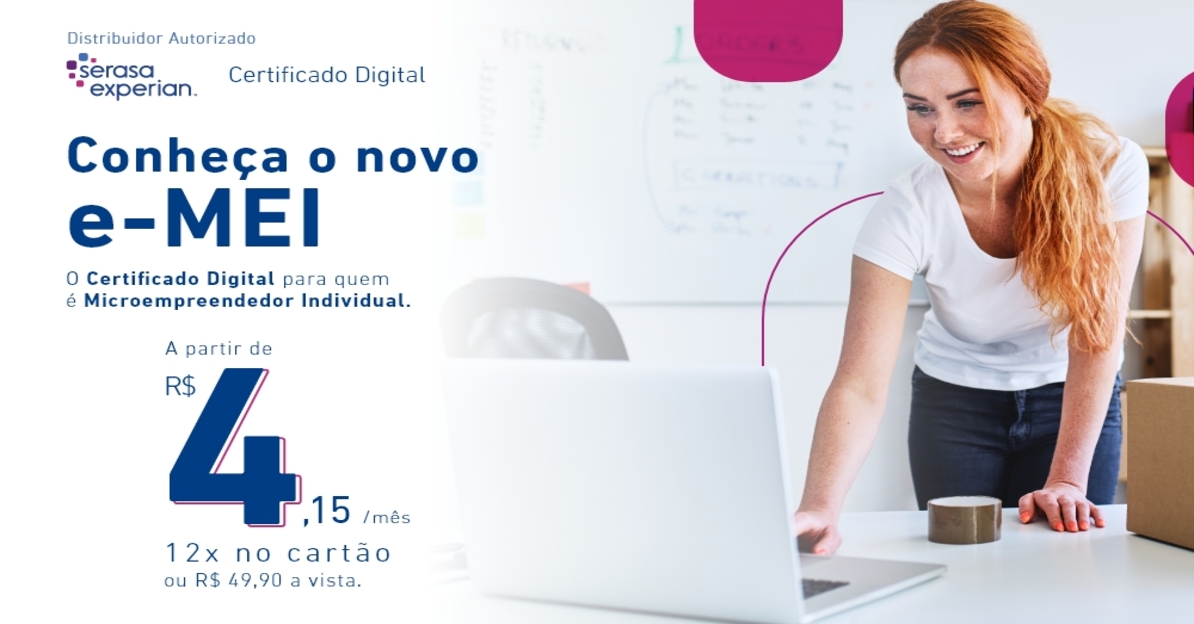 Distribuidor Autorizado
serasa
experian.
Certificado Digital
Conheça o novo
e-MEI
O Certificado Digital para quem
é Microempreendedor Individual.
A partir de
R$
4,15 /mês
12x no cartão
ou R$ 49,90 a vista.
ORDERS